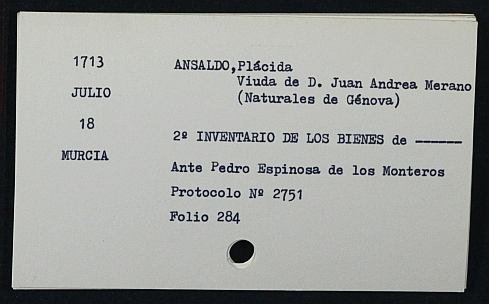 1713
JULIO
18
MURCIA
ANSALDO,Plácida
Viuda de D. Juan Andrea Merano
(Naturales de Génova)
2º INVENTARIO DE LOS BIENES de ------
Ante Pedro Espinosa de los Monteros
Protocolo Nº 2751
Folio 284